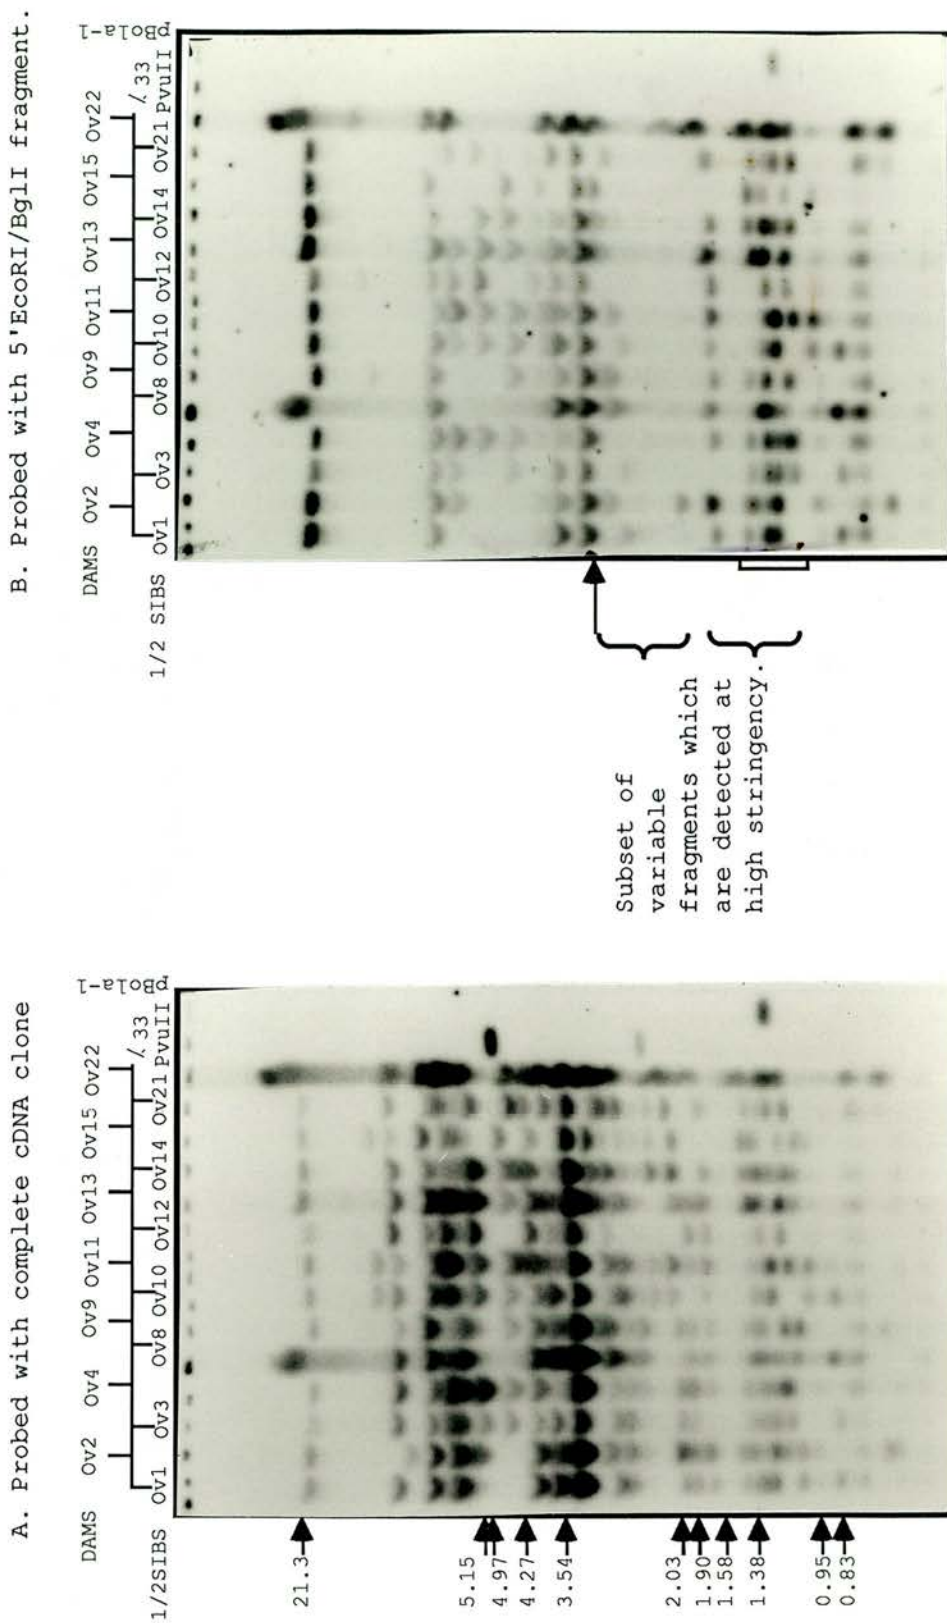 A. Probed with complete cDNA clone
DAMS Ov2 Ov4 Ov9 Ov11 Ov13 Ov15 Ov22
1/2SIBS Ov1 Ov3 Ov8 Ov10 Ov12 Ov14 Ov21 /33 PvuII pBola-1
21.3
5.15
4.97
4.27
3.54
2.03
1.90
1.58
1.38
0.95
0.83
B. Probed with 5'EcoRI/BglI fragment.
DAMS Ov2 Ov4 Ov9 Ov11 Ov13 Ov15 Ov22
1/2 SIBS Ov1 Ov3 Ov8 Ov10 Ov12 Ov14 Ov21 /33 PvuII pBola-1
Subset of
variable
fragments which
are detected at
high stringency.